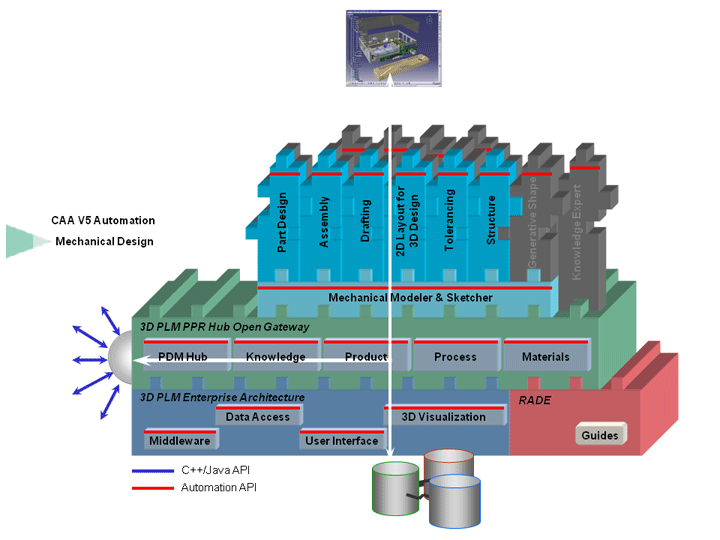 CAA V5 Automation
Mechanical Design
Part Design
Assembly
Drafting
2D Layout for
3D Design
Tolerancing
Structure
Generative Shape
Knowledge Expert
Mechanical Modeler & Sketcher
3D PLM PPR Hub Open Gateway
PDM Hub
Knowledge
Product
Process
Materials
3D PLM Enterprise Architecture
RADE
Data Access
3D Visualization
Middleware
User Interface
Guides
C++/Java API
Automation API